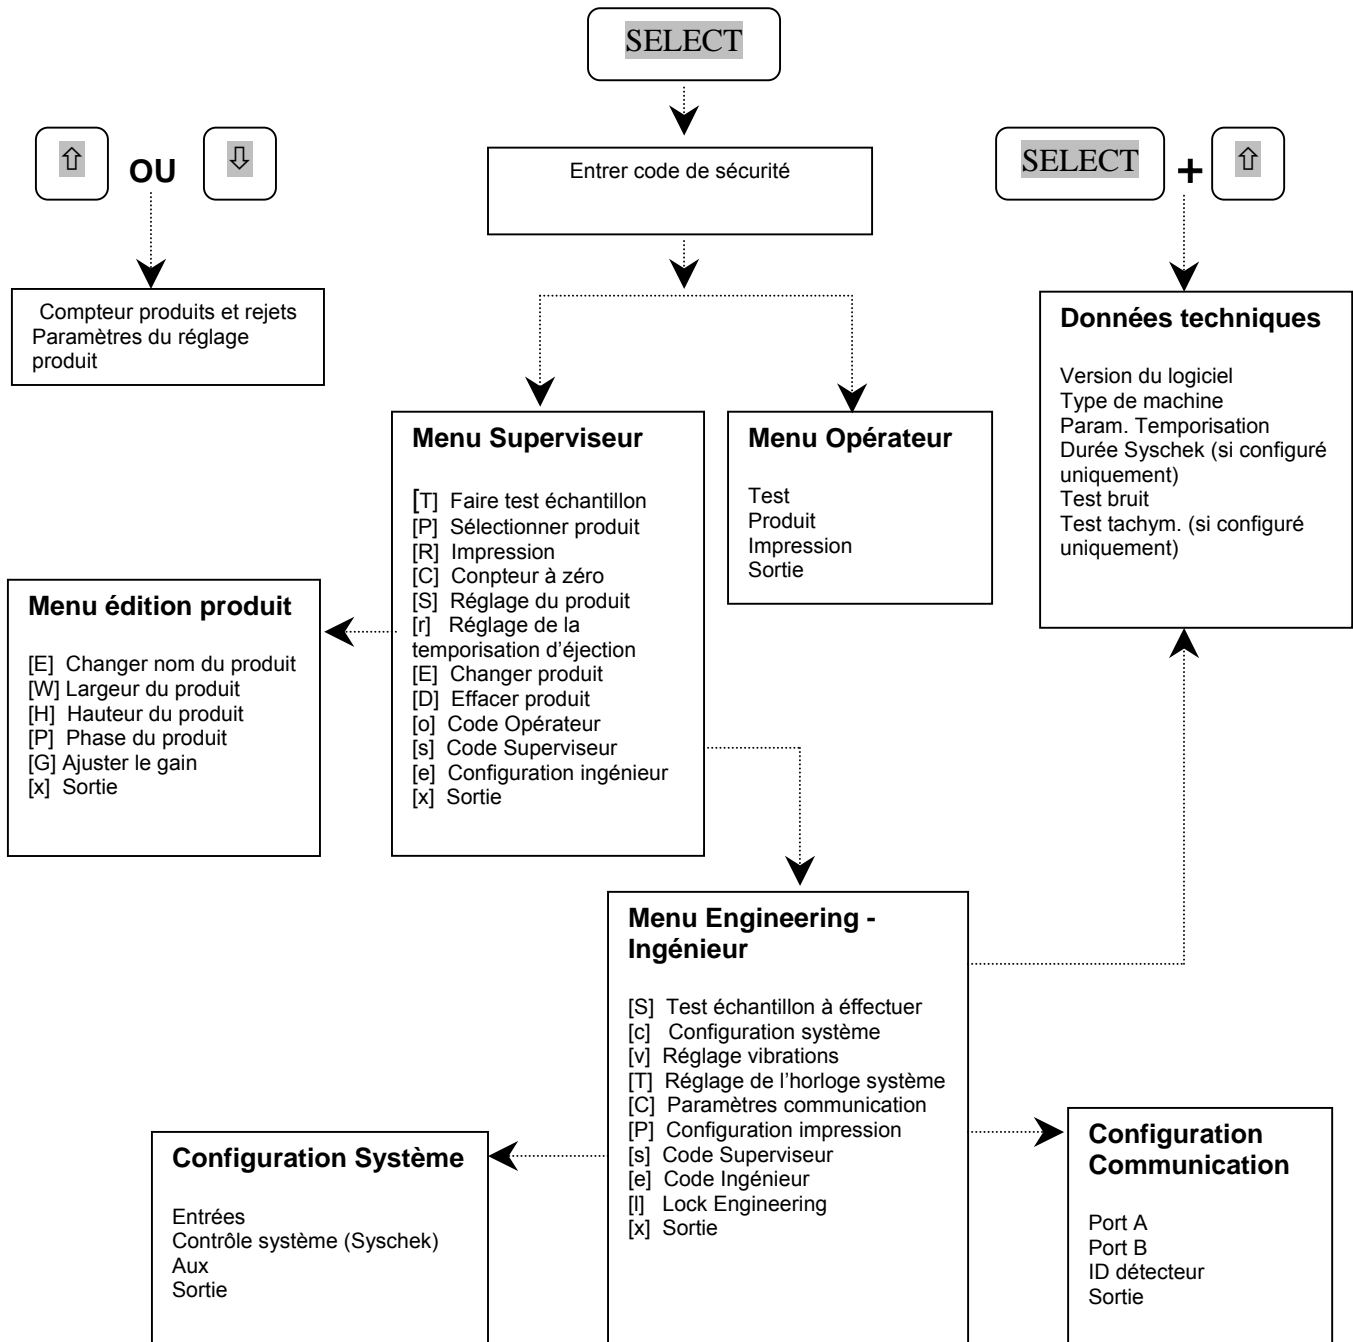 SELECT
⇧ OU ⇩
SELECT + ⇧
Entrer code de sécurité
Compteur produits et rejets
Paramètres du réglage
produit
Données techniques
Version du logiciel
Type de machine
Param. Temporisation
Durée Syschek (si configuré
uniquement)
Test bruit
Test tachym. (si configuré
uniquement)
Menu Superviseur
[T] Faire test échantillon
[P] Sélectionner produit
[R] Impression
[C] Conpteur à zéro
[S] Réglage du produit
[r] Réglage de la
temporisation d’éjection
[E] Changer produit
[D] Effacer produit
[o] Code Opérateur
[s] Code Superviseur
[e] Configuration ingénieur
[x] Sortie
Menu Opérateur
Test
Produit
Impression
Sortie
Menu édition produit
[E] Changer nom du produit
[W] Largeur du produit
[H] Hauteur du produit
[P] Phase du produit
[G] Ajuster le gain
[x] Sortie
Menu Engineering -
Ingénieur
[S] Test échantillon à éffectuer
[c] Configuration système
[v] Réglage vibrations
[T] Réglage de l’horloge système
[C] Paramètres communication
[P] Configuration impression
[s] Code Superviseur
[e] Code Ingénieur
[l] Lock Engineering
[x] Sortie
Configuration Système
Entrées
Contrôle système (Syschek)
Aux
Sortie
Configuration
Communication
Port A
Port B
ID détecteur
Sortie